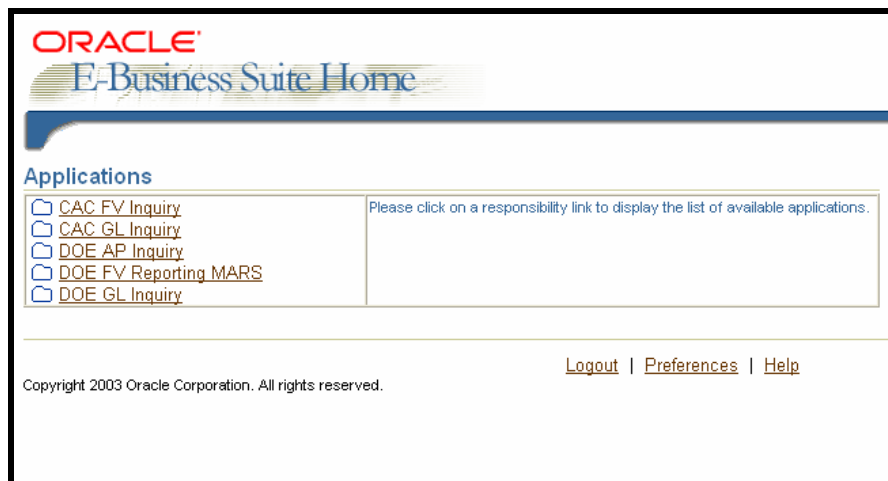 ORACLE
E-Business Suite Home
Applications
CAC FV Inquiry
CAC GL Inquiry
DOE AP Inquiry
DOE FV Reporting MARS
DOE GL Inquiry
Please click on a responsibility link to display the list of available applications.
Logout | Preferences | Help
Copyright 2003 Oracle Corporation. All rights reserved.